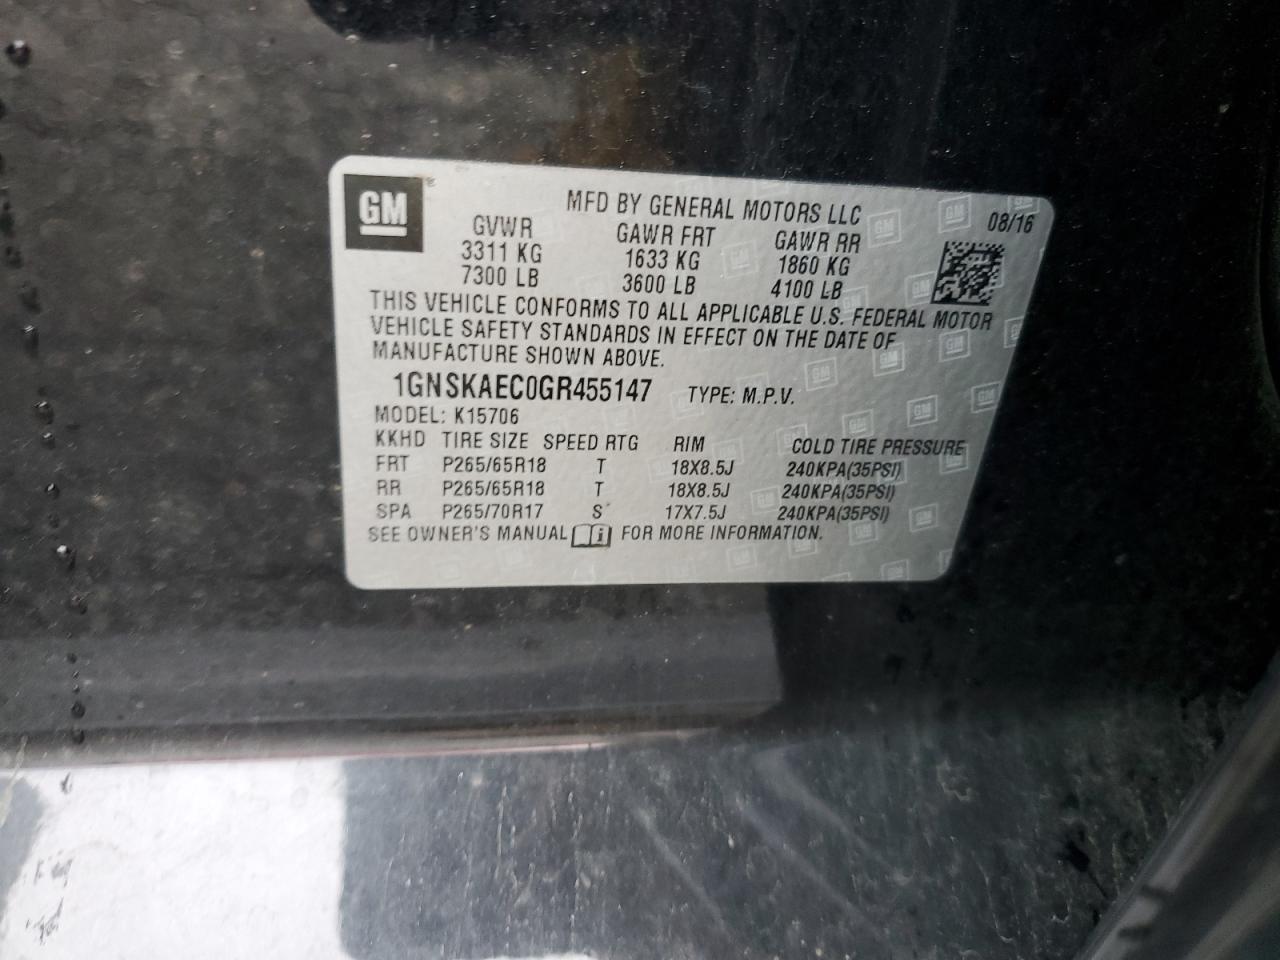 GM
MFD BY GENERAL MOTORS LLC 08/16
GVWR GAWR FRT GAWR RR
3311 KG 1633 KG 1860 KG
7300 LB 3600 LB 4100 LB
THIS VEHICLE CONFORMS TO ALL APPLICABLE U.S. FEDERAL MOTOR
VEHICLE SAFETY STANDARDS IN EFFECT ON THE DATE OF
MANUFACTURE SHOWN ABOVE.
1GNSKAEC0GR455147 TYPE: M.P.V.
MODEL: K15706
KKHD TIRE SIZE SPEED RTG RIM COLD TIRE PRESSURE
FRT P265/65R18 T 18X8.5J 240KPA(35PSI)
RR P265/65R18 T 18X8.5J 240KPA(35PSI)
SPA P265/70R17 S 17X7.5J 240KPA(35PSI)
SEE OWNER'S MANUAL FOR MORE INFORMATION.